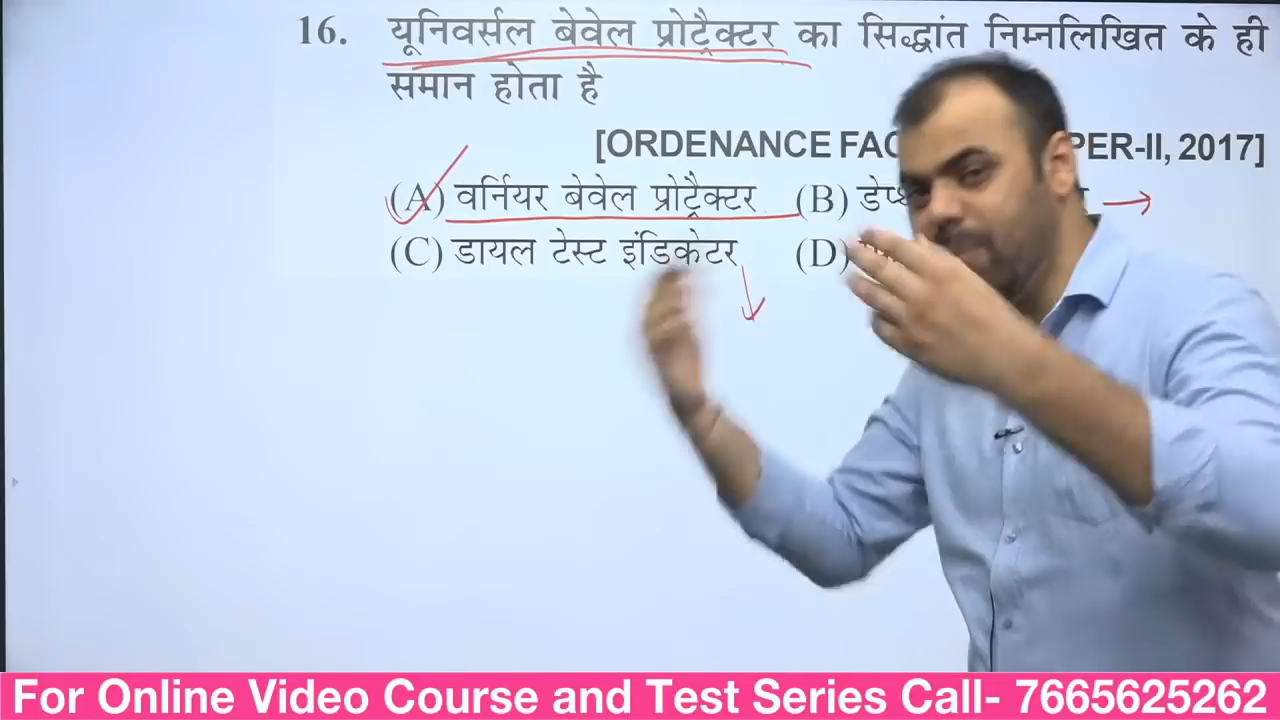 16. यूनिवर्सल बेवेल प्रोट्रैक्टर का सिद्धांत निम्नलिखित के ही
समान होता है
[ORDENANCE FAC PER-II, 2017]
(A) वर्नियर बेवेल प्रोट्रैक्टर (B)
(C) डायल टेस्ट इंडिकेटर (D)
For Online Video Course and Test Series Call- 7665625262